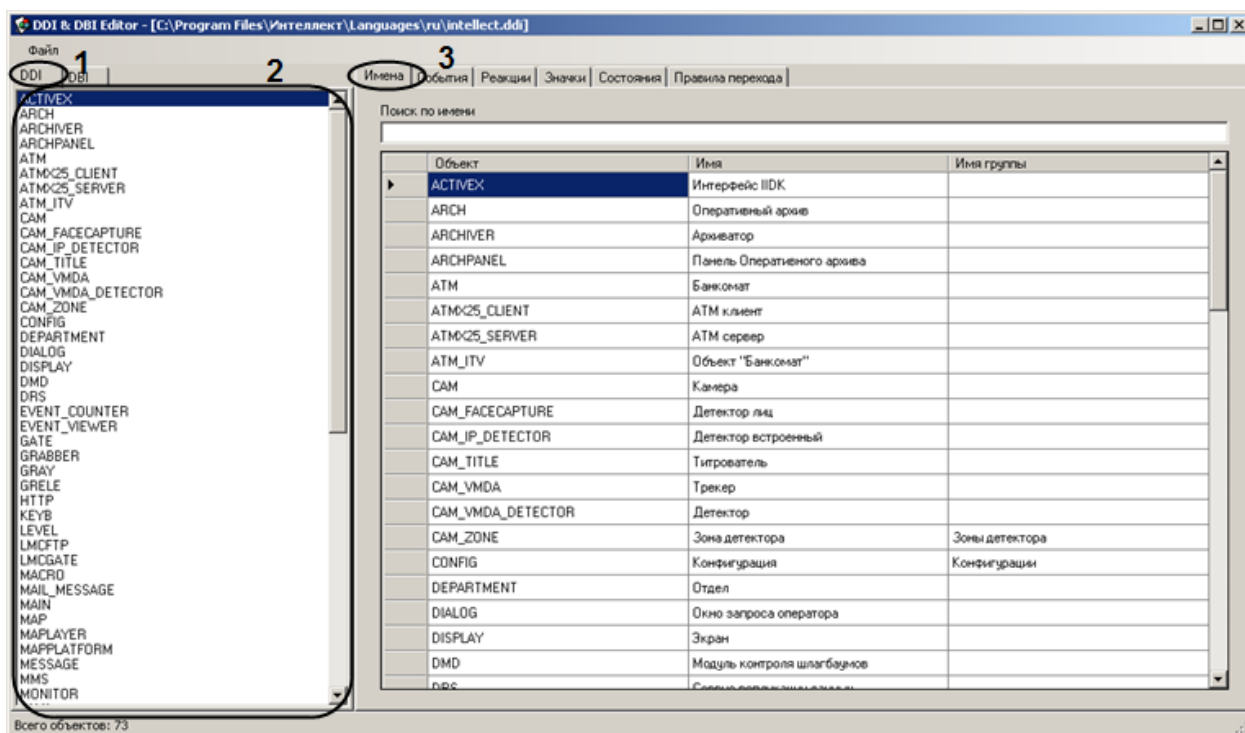 DDI & DBI Editor - [C:\Program Files\Интеллект\Languages\ru\intellect.ddi]
Файл
1
2
3
DDI
DBI
ACTIVEX
ARCH
ARCHIVER
ARCHPANEL
ATM
ATMX25_CLIENT
ATMX25_SERVER
ATM_ITV
CAM
CAM_FACECAPTURE
CAM_IP_DETECTOR
CAM_TITLE
CAM_VMDA
CAM_VMDA_DETECTOR
CAM_ZONE
CONFIG
DEPARTMENT
DIALOG
DISPLAY
DMD
DRS
EVENT_COUNTER
EVENT_VIEWER
GATE
GRABBER
GRAY
GRELE
HTTP
KEYB
LEVEL
LMCFTP
LMCGATE
MACRO
MAIL_MESSAGE
MAIN
MAP
MAPLAYER
MAPPLATFORM
MESSAGE
MMS
MONITOR
Имена События Реакции Значки Состояния Правила перехода
Поиск по имени
Объект Имя Имя группы
ACTIVEX Интерфейс IIDK
ARCH Оперативный архив
ARCHIVER Архиватор
ARCHPANEL Панель Оперативного архива
ATM Банкомат
ATMX25_CLIENT ATM клиент
ATMX25_SERVER ATM сервер
ATM_ITV Объект "Банкомат"
CAM Камера
CAM_FACECAPTURE Детектор лиц
CAM_IP_DETECTOR Детектор встроенный
CAM_TITLE Титрователь
CAM_VMDA Трекер
CAM_VMDA_DETECTOR Детектор
CAM_ZONE Зона детектора Зоны детектора
CONFIG Конфигурация Конфигурации
DEPARTMENT Отдел
DIALOG Окно запроса оператора
DISPLAY Экран
DMD Модуль контроля шлагбаумов
DRS
Всего объектов: 73